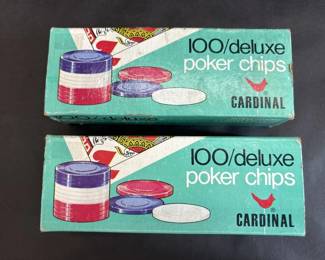 100/deluxe
poker chips
CARDINAL
100/deluxe
poker chips
CARDINAL